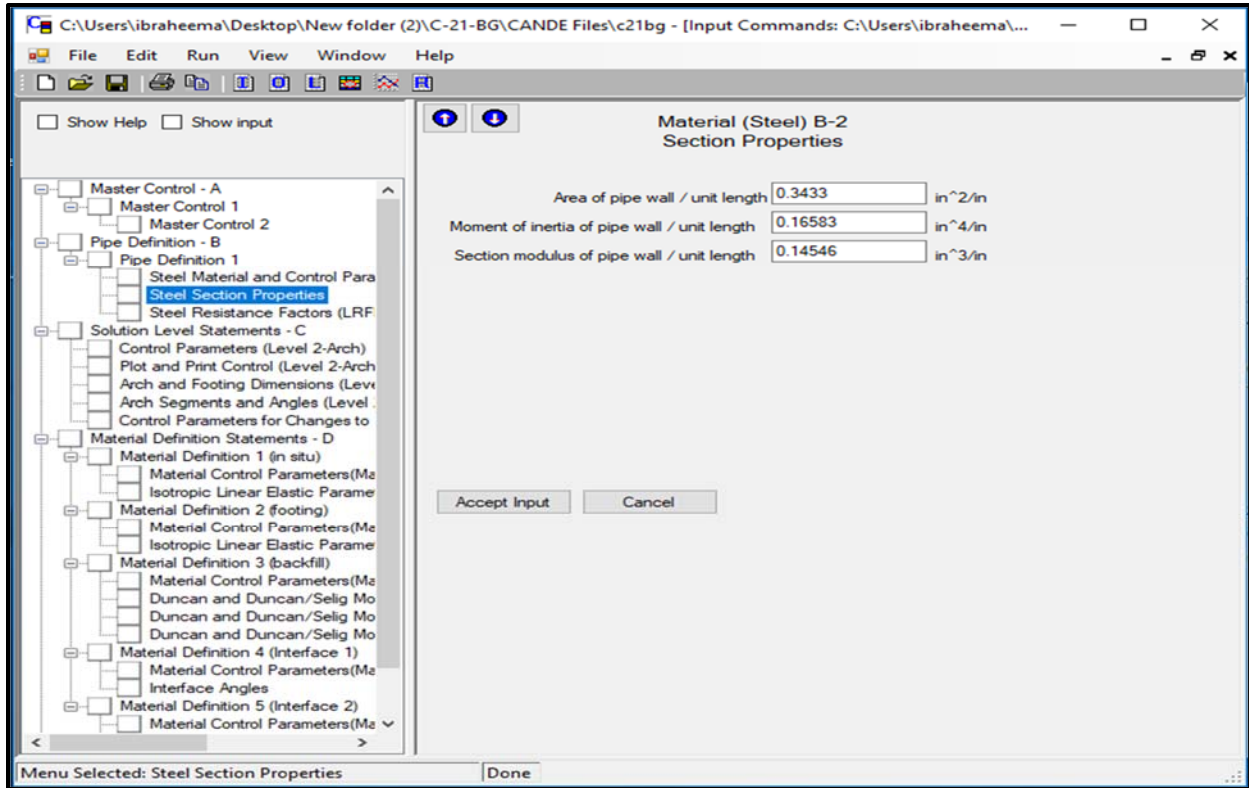 C:\Users\ibraheema\Desktop\New folder (2)\C-21-BG\CANDE Files\c21bg - [Input Commands: C:\Users\ibraheema\...
File Edit Run View Window Help
Show Help Show input
Master Control - A
Master Control 1
Master Control 2
Pipe Definition - B
Pipe Definition 1
Steel Material and Control Para
Steel Section Properties
Steel Resistance Factors (LRF
Solution Level Statements - C
Control Parameters (Level 2-Arch)
Plot and Print Control (Level 2-Arch
Arch and Footing Dimensions (Leve
Arch Segments and Angles (Level
Control Parameters for Changes to
Material Definition Statements - D
Material Definition 1 (in situ)
Material Control Parameters(Ma
Isotropic Linear Elastic Parame
Material Definition 2 (footing)
Material Control Parameters(Ma
Isotropic Linear Elastic Parame
Material Definition 3 (backfill)
Material Control Parameters(Ma
Duncan and Duncan/Selig Mo
Duncan and Duncan/Selig Mo
Duncan and Duncan/Selig Mo
Material Definition 4 (Interface 1)
Material Control Parameters(Ma
Interface Angles
Material Definition 5 (Interface 2)
Material Control Parameters(Ma
Material (Steel) B-2
Section Properties
Area of pipe wall / unit length 0.3433 in^2/in
Moment of inertia of pipe wall / unit length 0.16583 in^4/in
Section modulus of pipe wall / unit length 0.14546 in^3/in
Accept Input Cancel
Menu Selected: Steel Section Properties Done